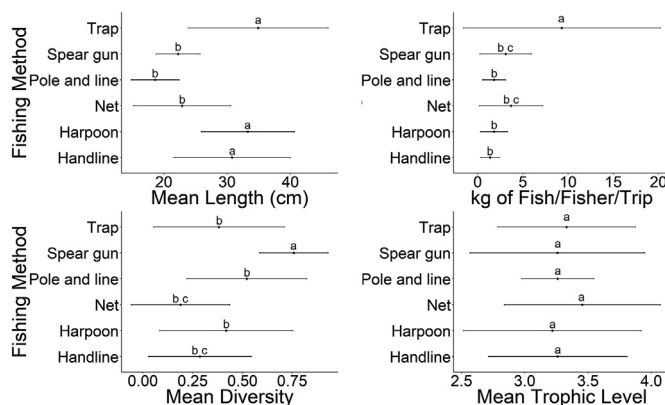 Fishing Method
Trap
a
Spear gun
b
Pole and line
b
Net
b
Harpoon
a
Handline
a
20 30 40
Mean Length (cm)
Trap
a
Spear gun
b c
Pole and line
b
Net
b c
Harpoon
b
Handline
b
0 5 10 15 20
kg of Fish/Fisher/Trip
Fishing Method
Trap
b
Spear gun
a
Pole and line
b
Net
b c
Harpoon
b
Handline
b c
0.00 0.25 0.50 0.75
Mean Diversity
Trap
a
Spear gun
a
Pole and line
a
Net
a
Harpoon
a
Handline
a
2.5 3.0 3.5 4.0
Mean Trophic Level